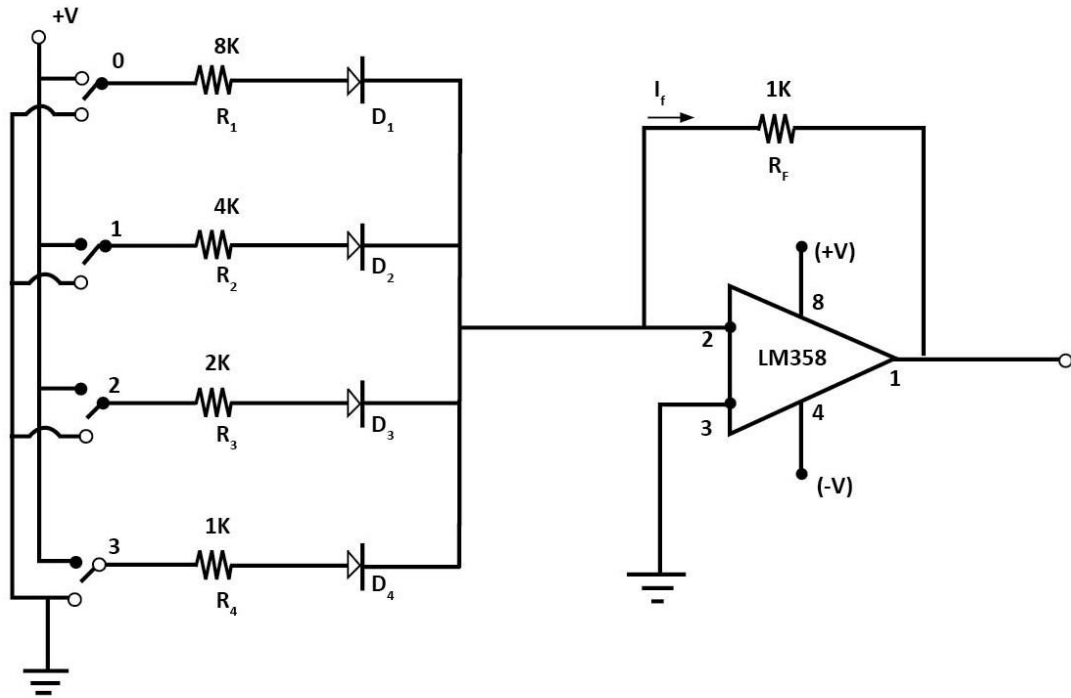 +V
0
8K
R1
D1
1
4K
R2
D2
2
2K
R3
D3
3
1K
R4
D4
If
1K
RF
(+V)
8
2
LM358
1
3
4
(-V)